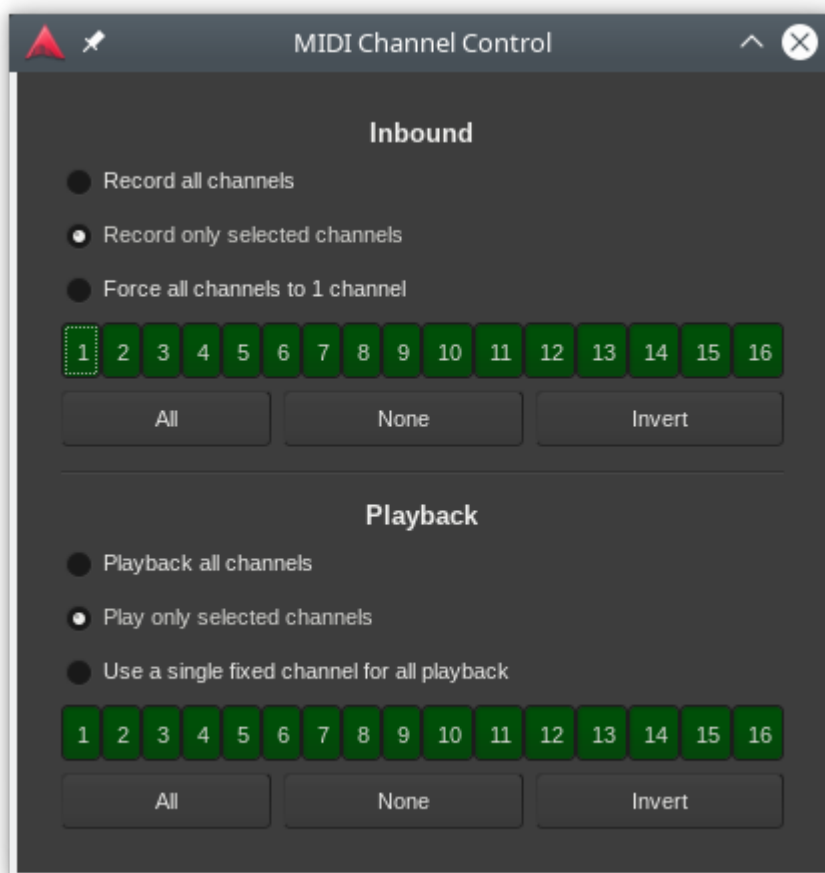 MIDI Channel Control
Inbound
Record all channels
Record only selected channels
Force all channels to 1 channel
1 2 3 4 5 6 7 8 9 10 11 12 13 14 15 16
All None Invert
Playback
Playback all channels
Play only selected channels
Use a single fixed channel for all playback
1 2 3 4 5 6 7 8 9 10 11 12 13 14 15 16
All None Invert